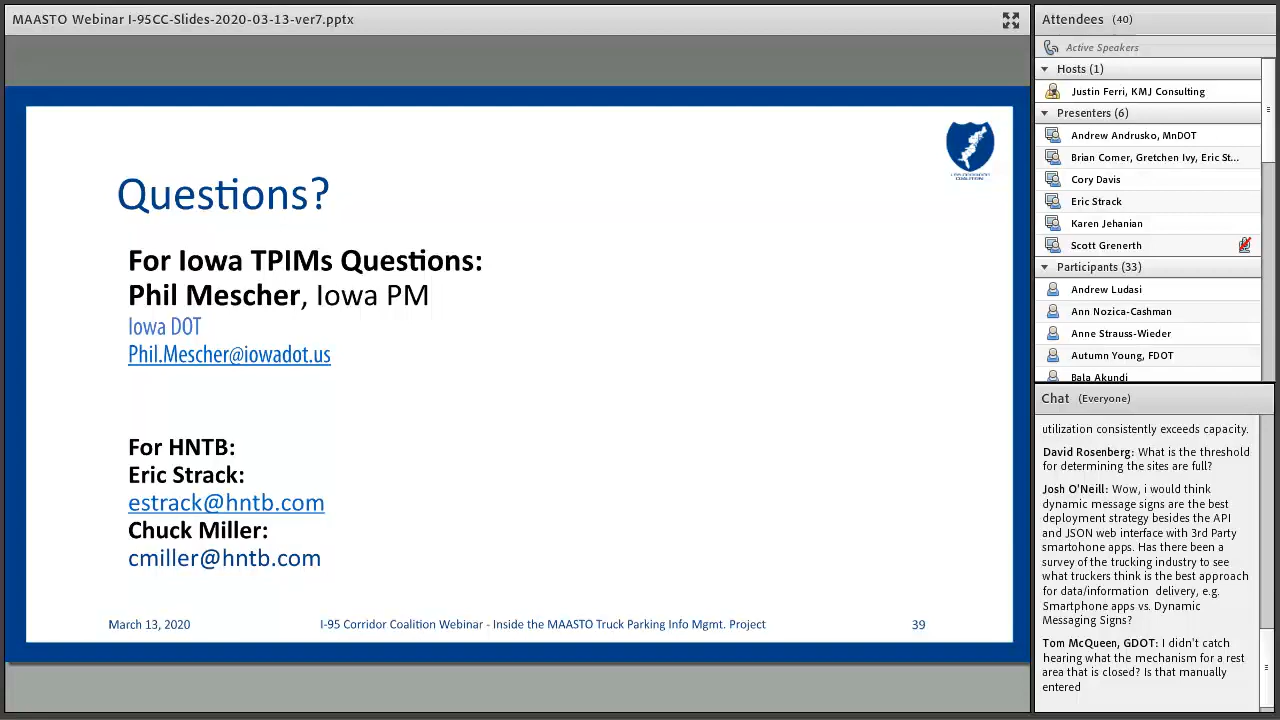 MAASTO Webinar I-95CC-Slides-2020-03-13-ver7.pptx
Questions?
For Iowa TPIMs Questions:
Phil Mescher, Iowa PM
Iowa DOT
Phil.Mescher@iowadot.us
For HNTB:
Eric Strack:
estrack@hntb.com
Chuck Miller:
cmiller@hntb.com
March 13, 2020
I-95 Corridor Coalition Webinar - Inside the MAASTO Truck Parking Info Mgmt. Project
39
Attendees (40)
Active Speakers
Hosts (1)
Justin Ferri, KMJ Consulting
Presenters (6)
Andrew Andrusko, MnDOT
Brian Comer, Gretchen Ivy, Eric St...
Cory Davis
Eric Strack
Karen Jehanian
Scott Grenerth
Participants (33)
Andrew Ludasi
Ann Nozica-Cashman
Anne Strauss-Wieder
Autumn Young, FDOT
Bala Akundi
Chat (Everyone)
utilization consistently exceeds capacity.
David Rosenberg: What is the threshold
for determining the sites are full?
Josh O'Neill: Wow, i would think
dynamic message signs are the best
deployment strategy besides the API
and JSON web interface with 3rd Party
smartohone apps. Has there been a
survey of the trucking industry to see
what truckers think is the best approach
for data/information delivery, e.g.
Smartphone apps vs. Dynamic
Messaging Signs?
Tom McQueen, GDOT: I didn't catch
hearing what the mechanism for a rest
area that is closed? Is that manually
entered